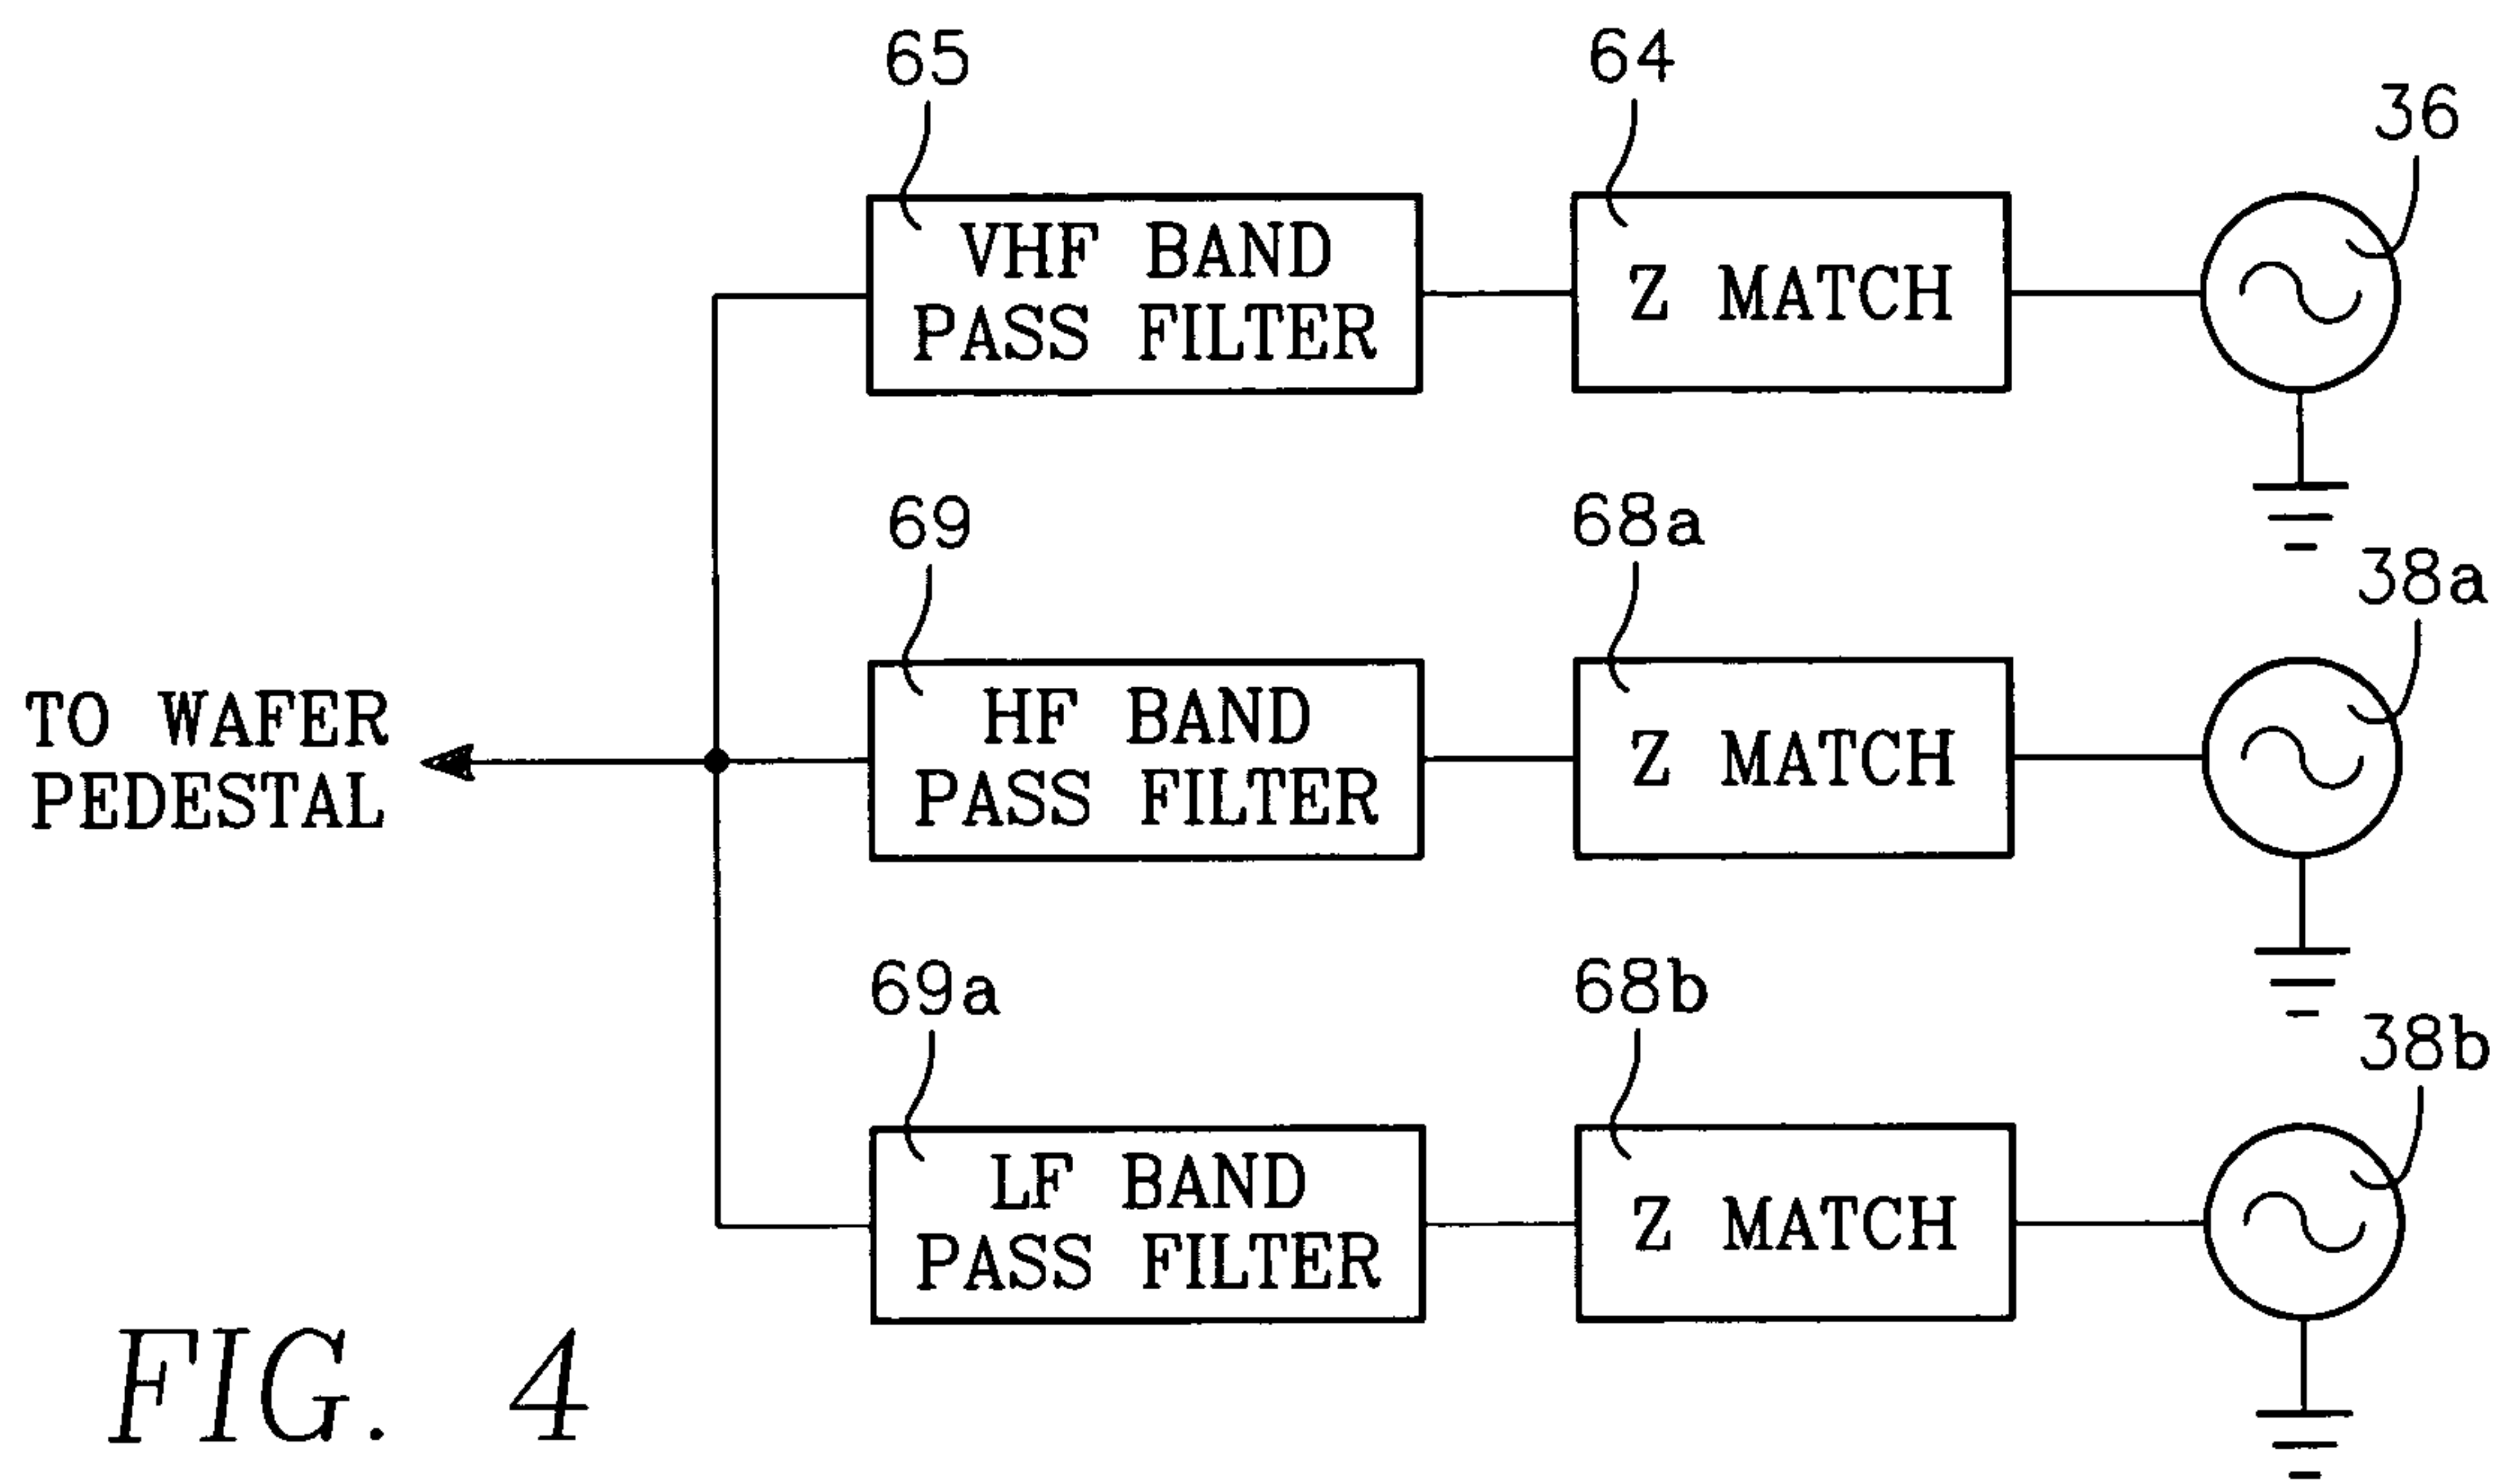 65
64
36
VHF BAND
PASS FILTER
Z MATCH
69
68a
38a
TO WAFER
PEDESTAL
HF BAND
PASS FILTER
Z MATCH
69a
68b
38b
LF BAND
PASS FILTER
Z MATCH
FIG. 4